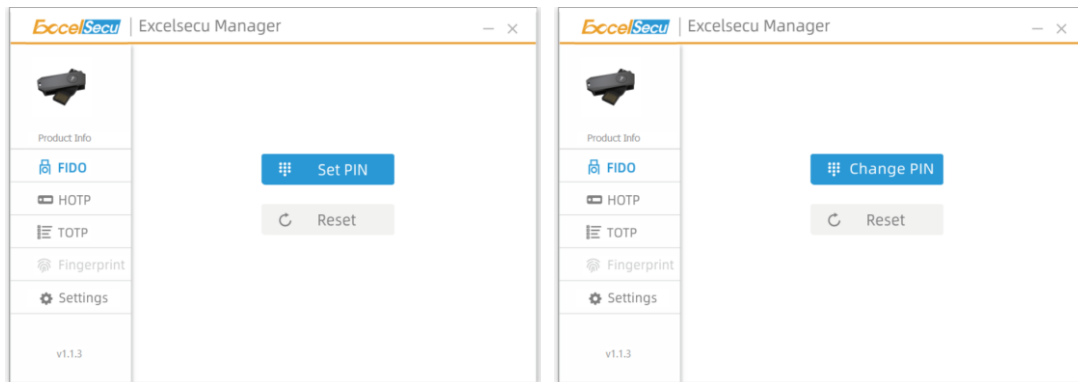 ExcelSecu | Excelsecu Manager
Product Info
FIDO
HOTP
TOTP
Fingerprint
Settings
v1.1.3
Set PIN
Reset
ExcelSecu | Excelsecu Manager
Product Info
FIDO
HOTP
TOTP
Fingerprint
Settings
v1.1.3
Change PIN
Reset